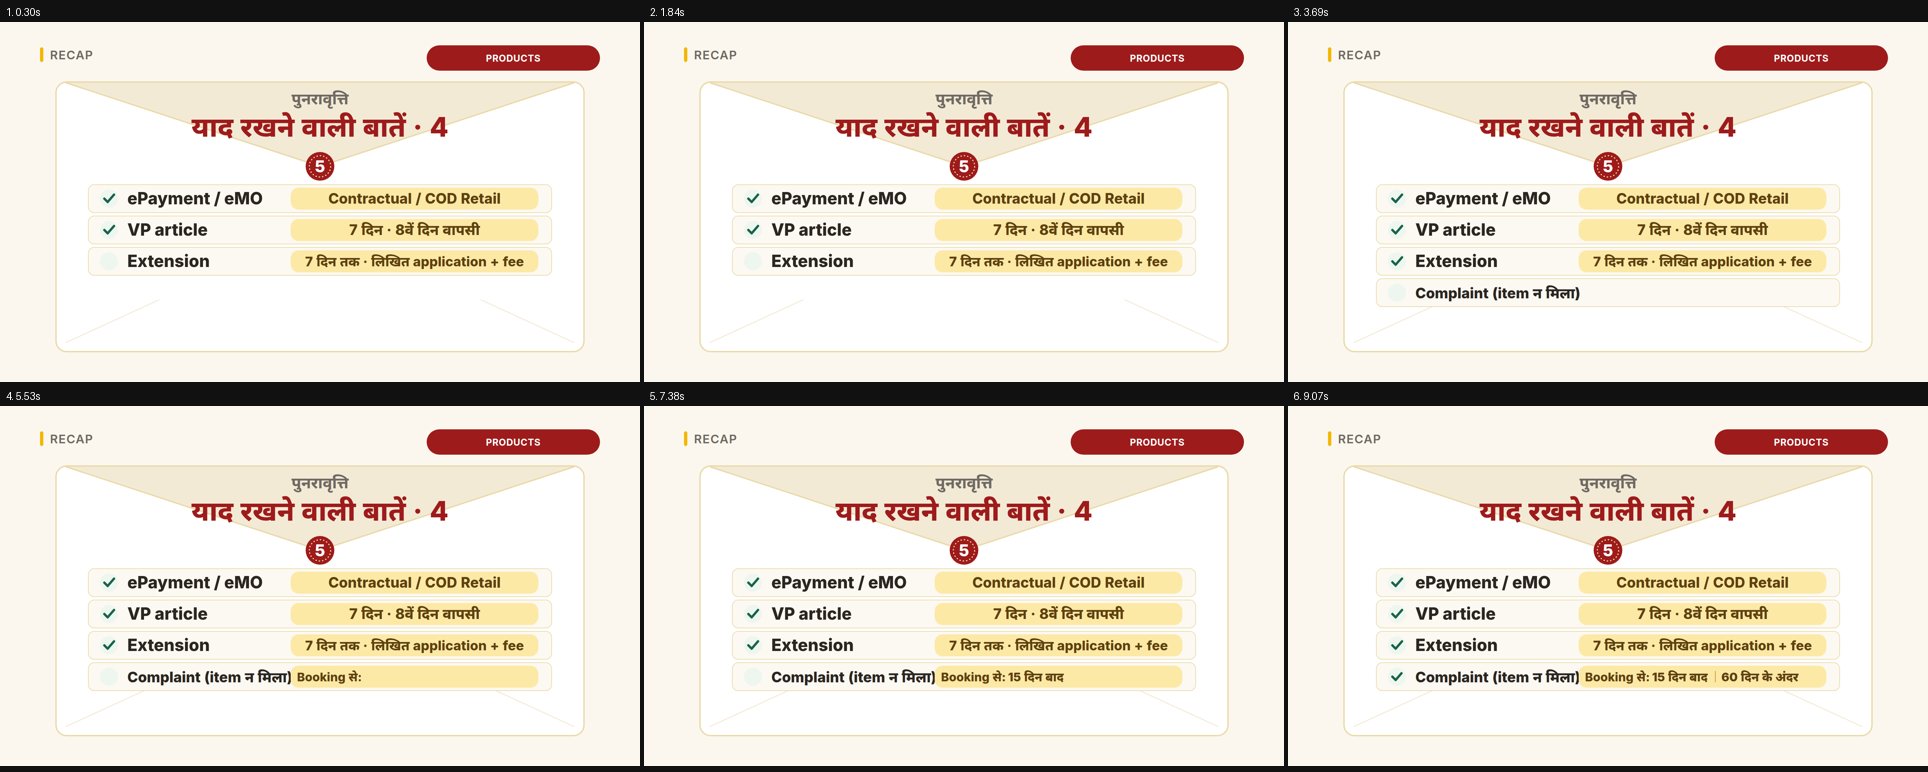 1. 0.30s
RECAP
PRODUCTS
पुनरावृत्ति
याद रखने वाली बातें · 4
5
ePayment / eMO Contractual / COD Retail
VP article 7 दिन · 8वें दिन वापसी
Extension 7 दिन तक · लिखित application + fee
2. 1.84s
RECAP
PRODUCTS
पुनरावृत्ति
याद रखने वाली बातें · 4
5
ePayment / eMO Contractual / COD Retail
VP article 7 दिन · 8वें दिन वापसी
Extension 7 दिन तक · लिखित application + fee
3. 3.69s
RECAP
PRODUCTS
पुनरावृत्ति
याद रखने वाली बातें · 4
5
ePayment / eMO Contractual / COD Retail
VP article 7 दिन · 8वें दिन वापसी
Extension 7 दिन तक · लिखित application + fee
Complaint (item न मिला)
4. 5.53s
RECAP
PRODUCTS
पुनरावृत्ति
याद रखने वाली बातें · 4
5
ePayment / eMO Contractual / COD Retail
VP article 7 दिन · 8वें दिन वापसी
Extension 7 दिन तक · लिखित application + fee
Complaint (item न मिला) Booking से:
5. 7.38s
RECAP
PRODUCTS
पुनरावृत्ति
याद रखने वाली बातें · 4
5
ePayment / eMO Contractual / COD Retail
VP article 7 दिन · 8वें दिन वापसी
Extension 7 दिन तक · लिखित application + fee
Complaint (item न मिला) Booking से: 15 दिन बाद
6. 9.07s
RECAP
PRODUCTS
पुनरावृत्ति
याद रखने वाली बातें · 4
5
ePayment / eMO Contractual / COD Retail
VP article 7 दिन · 8वें दिन वापसी
Extension 7 दिन तक · लिखित application + fee
Complaint (item न मिला) Booking से: 15 दिन बाद | 60 दिन के अंदर